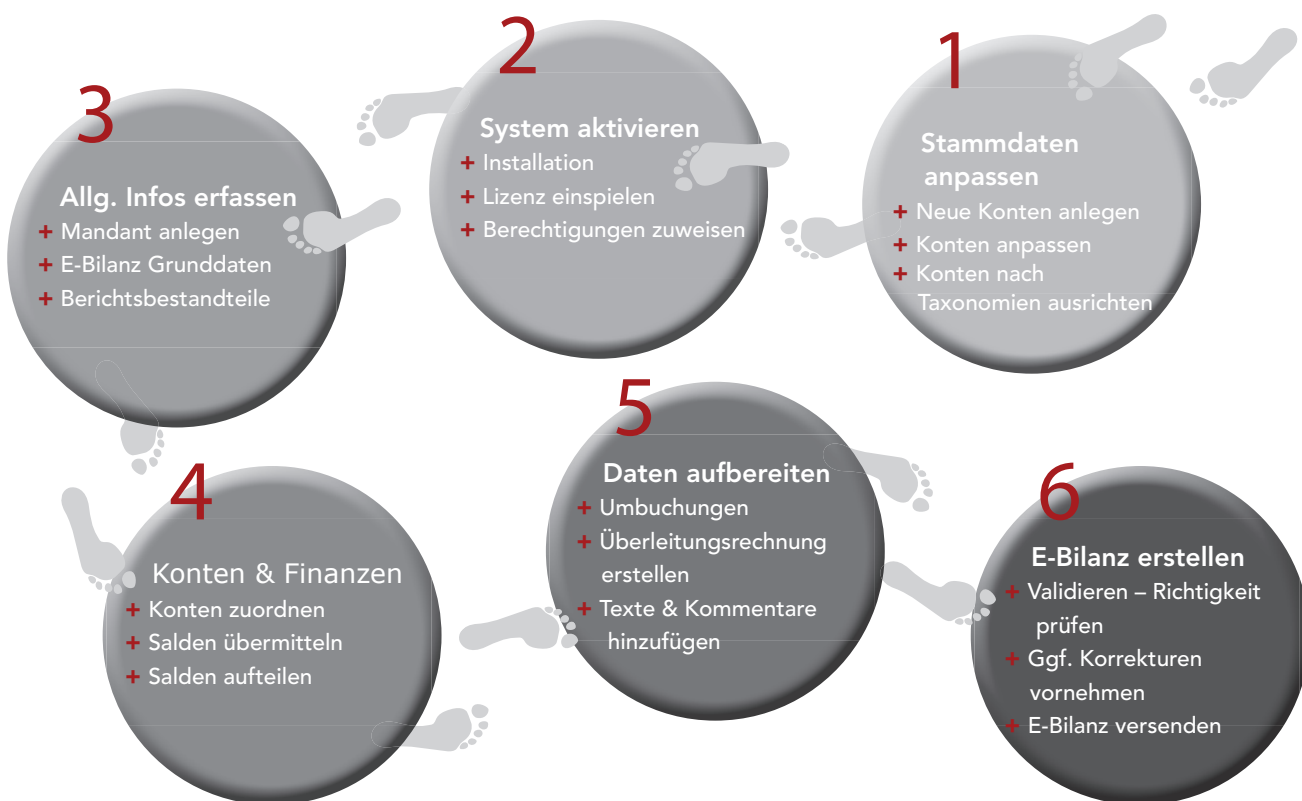 1
Stammdaten
anpassen
+ Neue Konten anlegen
+ Konten anpassen
+ Konten nach
Taxonomien ausrichten
2
System aktivieren
+ Installation
+ Lizenz einspielen
+ Berechtigungen zuweisen
3
Allg. Infos erfassen
+ Mandant anlegen
+ E-Bilanz Grunddaten
+ Berichtsbestandteile
4
Konten & Finanzen
+ Konten zuordnen
+ Salden übermitteln
+ Salden aufteilen
5
Daten aufbereiten
+ Umbuchungen
+ Überleitungsrechnung
erstellen
+ Texte & Kommentare
hinzufügen
6
E-Bilanz erstellen
+ Validieren – Richtigkeit
prüfen
+ Ggf. Korrekturen
vornehmen
+ E-Bilanz versenden